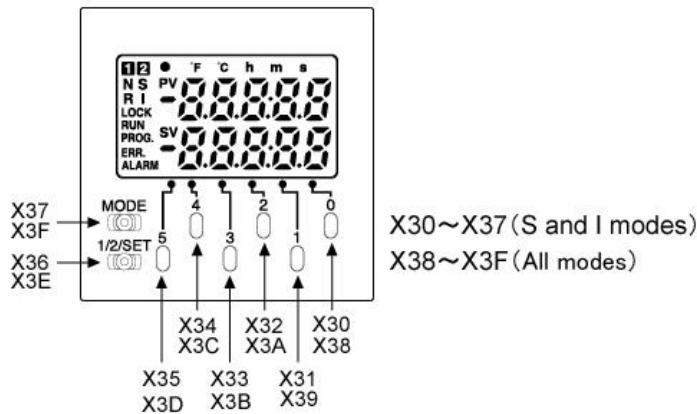 1 2 ● °F °C h m s
N S PV -8.8.8:8.8
R I
LOCK
RUN
PROG. SV -8.8.8.8.8
ERR.
ALARM
MODE 4 2 0
X37
X3F
1/2/SET 5 3 1
X36
X3E
X30~X37(S and I modes)
X38~X3F(All modes)
X34 X32 X30
X3C X3A X38
X35 X33 X31
X3D X3B X39